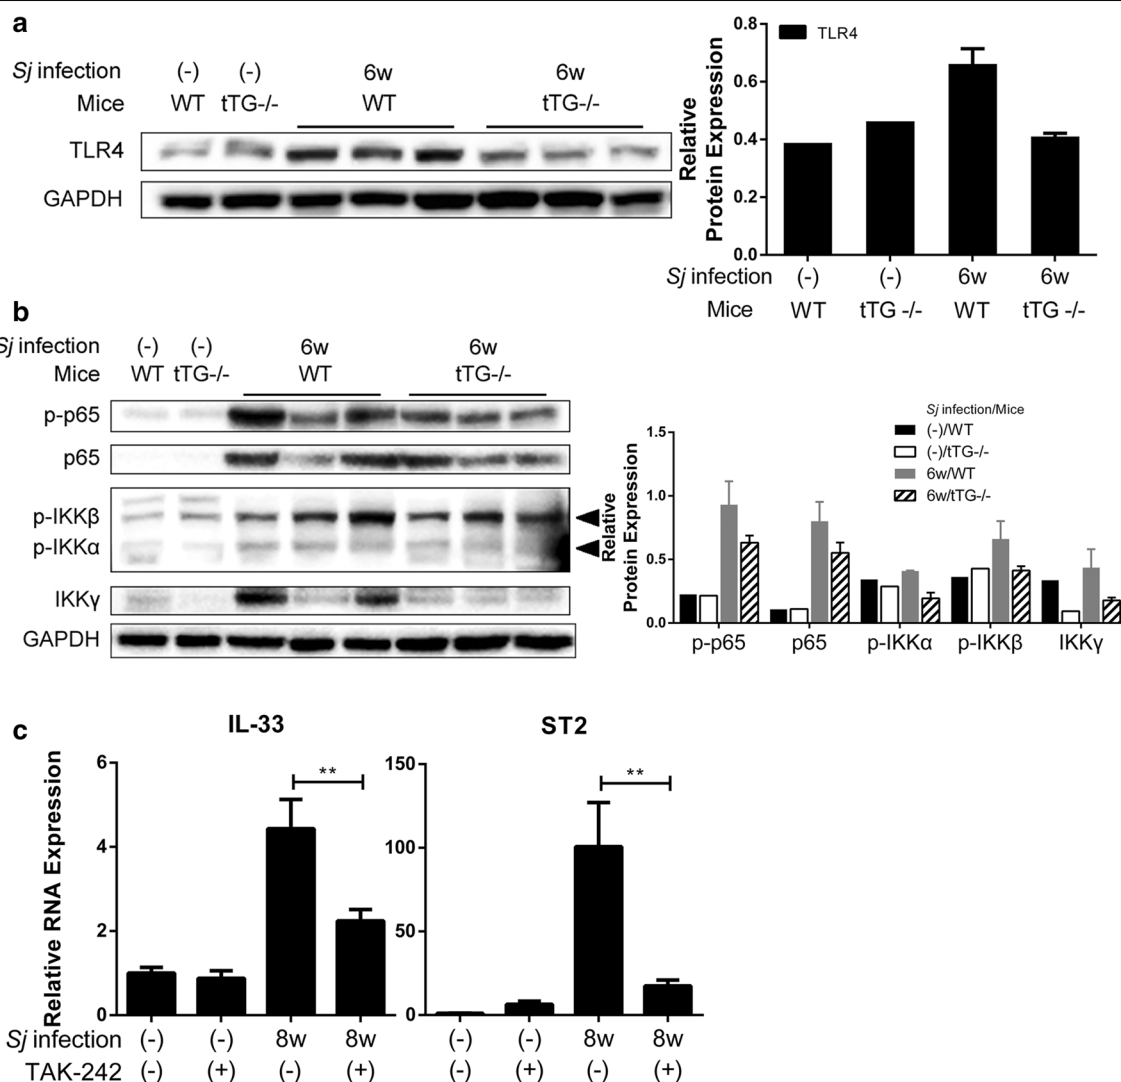 a
Sj infection (-) (-) 6w 6w
Mice WT tTG-/- WT tTG-/-
TLR4
GAPDH
Relative
Protein Expression
0.8
0.6
0.4
0.2
0.0
TLR4
Sj infection (-) (-) 6w 6w
Mice WT tTG -/- WT tTG -/-
b
Sj infection (-) (-) 6w 6w
Mice WT tTG-/- WT tTG-/-
p-p65
p65
p-IKKβ
p-IKKα
IKKγ
GAPDH
Relative
Protein Expression
1.5
1.0
0.5
0.0
Sj infection/Mice
(-)/WT
(-)/tTG-/-
6w/WT
6w/tTG-/-
p-p65 p65 p-IKKα p-IKKβ IKKγ
c
IL-33
Relative RNA Expression
6
4
2
0
**
ST2
150
100
50
0
**
Sj infection (-) (-) 8w 8w (-) (-) 8w 8w
TAK-242 (-) (+) (-) (+) (-) (+) (-) (+)